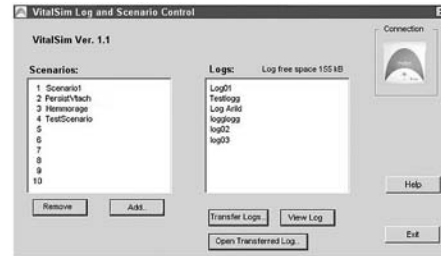 VitalSim Log and Scenario Control
VitalSim Ver. 1.1
Connection
Scenarios:
1 Scenario1
2 PersistVtach
3 Hemmorage
4 TestScenario
5
6
7
8
9
10
Remove
Add..
Logs:
Log free space 155 kB
Log01
Testlogg
Log Arild
logglogg
log02
log03
Transfer Logs..
View Log
Open Transferred Log..
Help
Exit